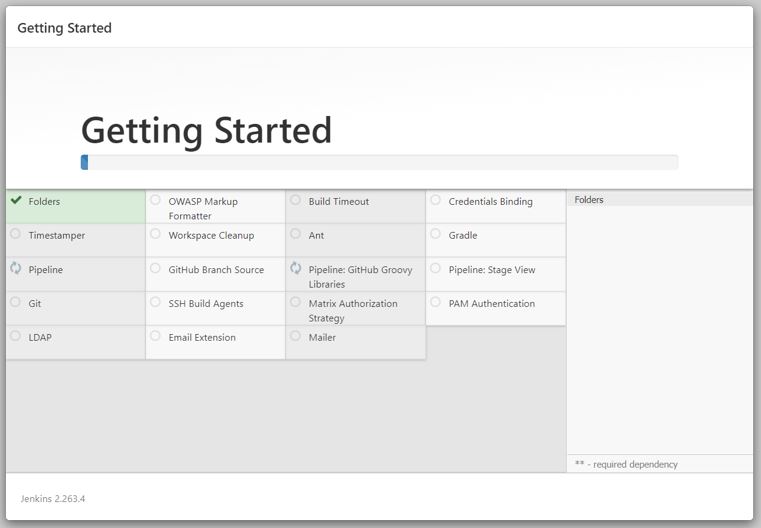 Getting Started
Getting Started
Folders
OWASP Markup
Formatter
Build Timeout
Credentials Binding
Timestamper
Workspace Cleanup
Ant
Gradle
Pipeline
GitHub Branch Source
Pipeline: GitHub Groovy
Libraries
Pipeline: Stage View
Git
SSH Build Agents
Matrix Authorization
Strategy
PAM Authentication
LDAP
Email Extension
Mailer
Folders
** - required dependency
Jenkins 2.263.4